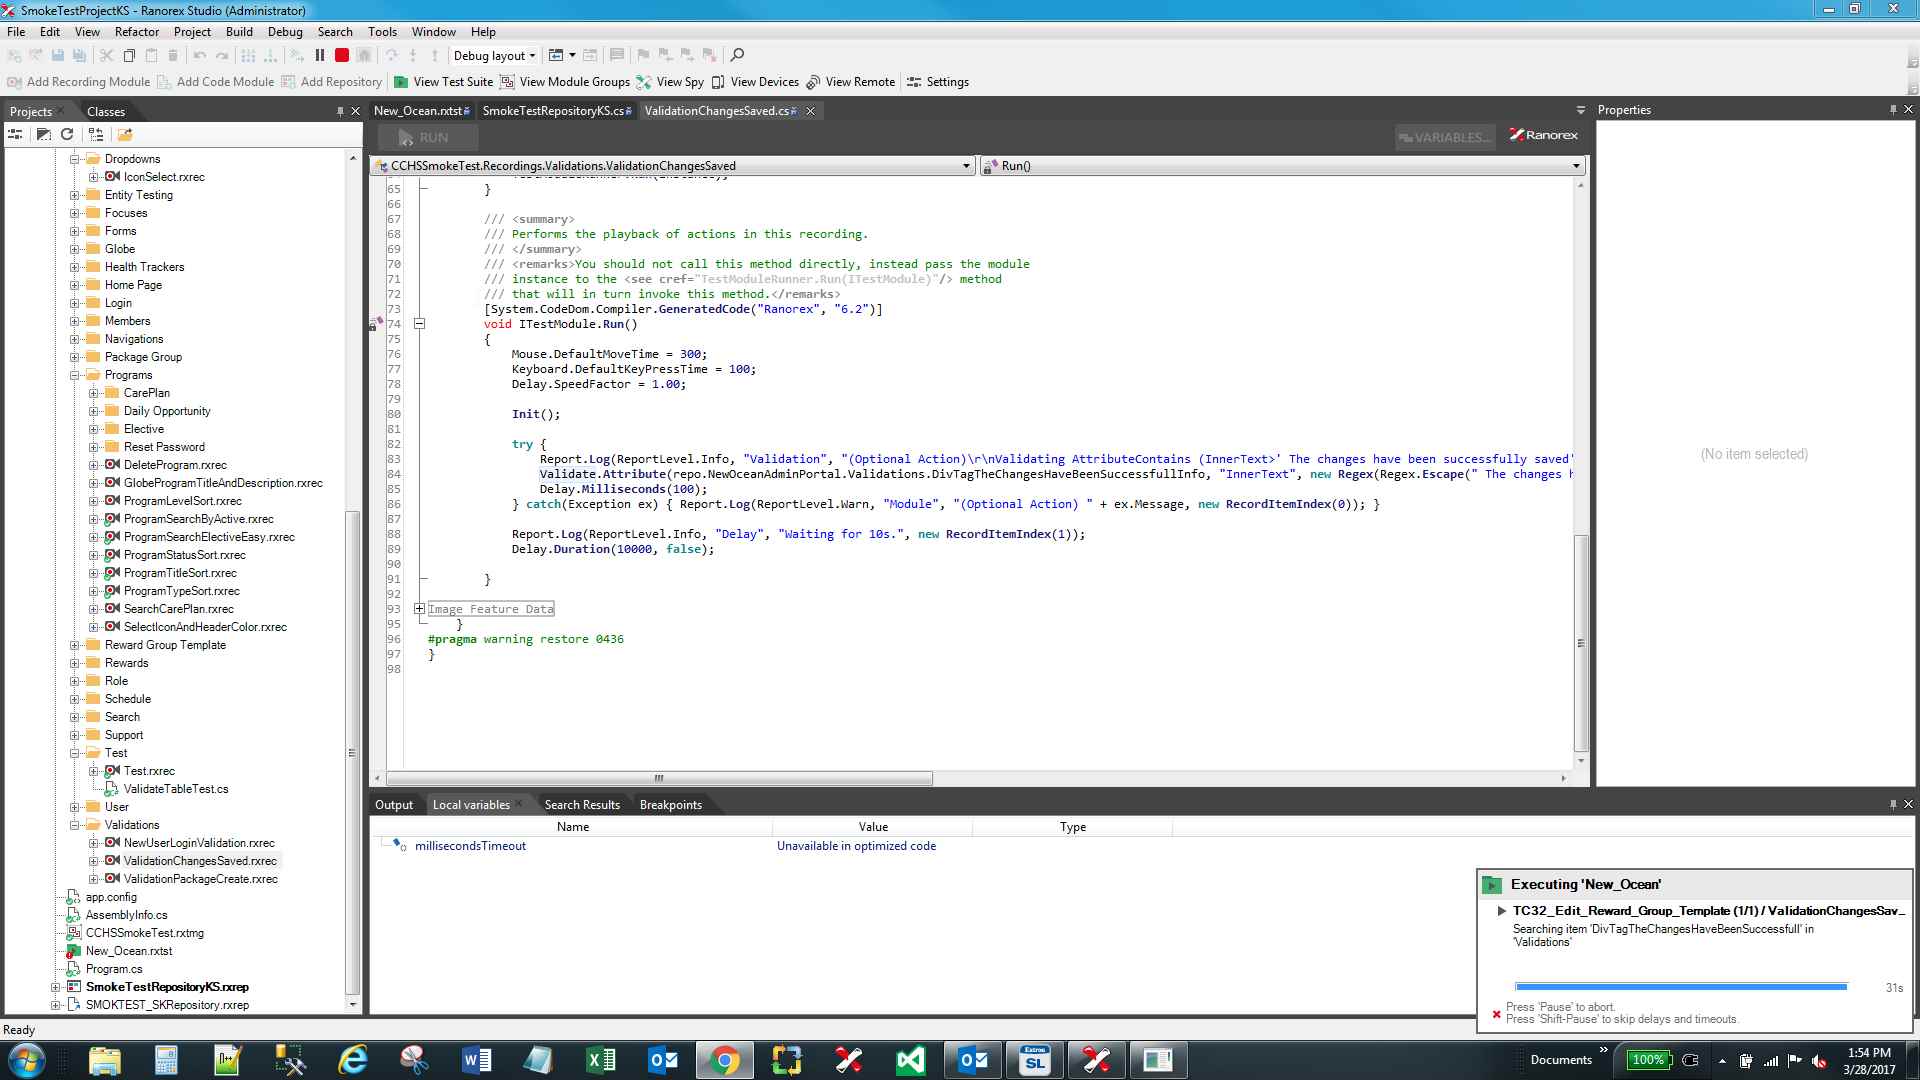 SmokeTestProjectKS - Ranorex Studio (Administrator)
File Edit View Refactor Project Build Debug Search Tools Window Help
Debug layout
Add Recording Module Add Code Module Add Repository View Test Suite View Module Groups View Spy View Devices View Remote Settings
Projects Classes
New_Ocean.rxtst SmokeTestRepositoryKS.cs ValidationChangesSaved.cs
Properties
RUN
VARIABLES...
Ranorex
CCHSSmokeTest.Recordings.Validations.ValidationChangesSaved
Run()
Dropdowns
IconSelect.rxrec
Entity Testing
Focuses
Forms
Globe
Health Trackers
Home Page
Login
Members
Navigations
Package Group
Programs
CarePlan
Daily Opportunity
Elective
Reset Password
DeleteProgram.rxrec
GlobeProgramTitleAndDescription.rxrec
ProgramLevelSort.rxrec
ProgramSearchByActive.rxrec
ProgramSearchElectiveEasy.rxrec
ProgramStatusSort.rxrec
ProgramTitleSort.rxrec
ProgramTypeSort.rxrec
SearchCarePlan.rxrec
SelectIconAndHeaderColor.rxrec
Reward Group Template
Rewards
Role
Schedule
Search
Support
Test
Test.rxrec
ValidateTableTest.cs
User
Validations
NewUserLoginValidation.rxrec
ValidationChangesSaved.rxrec
ValidationPackageCreate.rxrec
app.config
AssemblyInfo.cs
CCHSSmokeTest.rxtmg
New_Ocean.rxtst
Program.cs
SmokeTestRepositoryKS.rxrep
SMOKTEST_SKRepository.rxrep
65 }
66
67 /// <summary>
68 /// Performs the playback of actions in this recording.
69 /// </summary>
70 /// <remarks>You should not call this method directly, instead pass the module
71 /// instance to the <see cref="TestModuleRunner.Run(ITestModule)"/> method
72 /// that will in turn invoke this method.</remarks>
73 [System.CodeDom.Compiler.GeneratedCode("Ranorex", "6.2")]
74 void ITestModule.Run()
75 {
76 Mouse.DefaultMoveTime = 300;
77 Keyboard.DefaultKeyPressTime = 100;
78 Delay.SpeedFactor = 1.00;
79
80 Init();
81
82 try {
83 Report.Log(ReportLevel.Info, "Validation", "(Optional Action)\r\nValidating AttributeContains (InnerText>' The changes have been successfully saved'
84 Validate.Attribute(repo.NewOceanAdminPortal.Validations.DivTagTheChangesHaveBeenSuccessfullInfo, "InnerText", new Regex(Regex.Escape(" The changes h
85 Delay.Milliseconds(100);
86 } catch(Exception ex) { Report.Log(ReportLevel.Warn, "Module", "(Optional Action) " + ex.Message, new RecordItemIndex(0)); }
87
88 Report.Log(ReportLevel.Info, "Delay", "Waiting for 10s.", new RecordItemIndex(1));
89 Delay.Duration(10000, false);
90
91 }
92
93 Image Feature Data
95 }
96 #pragma warning restore 0436
97 }
98
(No item selected)
Output Local variables Search Results Breakpoints
Name Value Type
millisecondsTimeout Unavailable in optimized code
Executing 'New_Ocean'
TC32_Edit_Reward_Group_Template (1/1) / ValidationChangesSav...
Searching item 'DivTagTheChangesHaveBeenSuccessfull' in
'Validations'
31s
Press 'Pause' to abort.
Press 'Shift-Pause' to skip delays and timeouts.
Ready
Extron
SL
Documents
100%
1:54 PM
3/28/2017